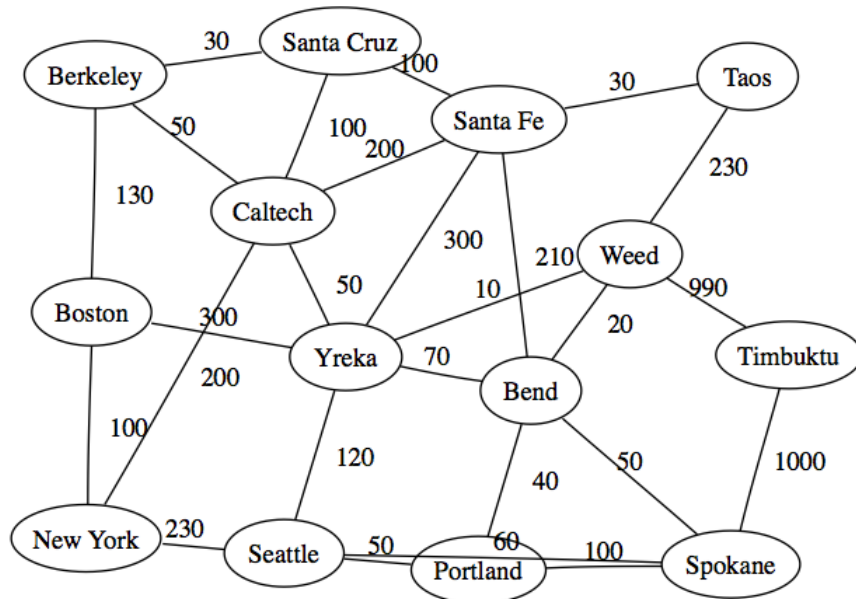 30
Santa Cruz
Berkeley
100
30
Taos
Santa Fe
50
100
200
230
130
Caltech
300
210
Weed
50
10
990
Boston
300
20
Yreka
70
Timbuktu
200
Bend
100
120
50
1000
40
New York
230
Seattle
50
60
100
Portland
Spokane